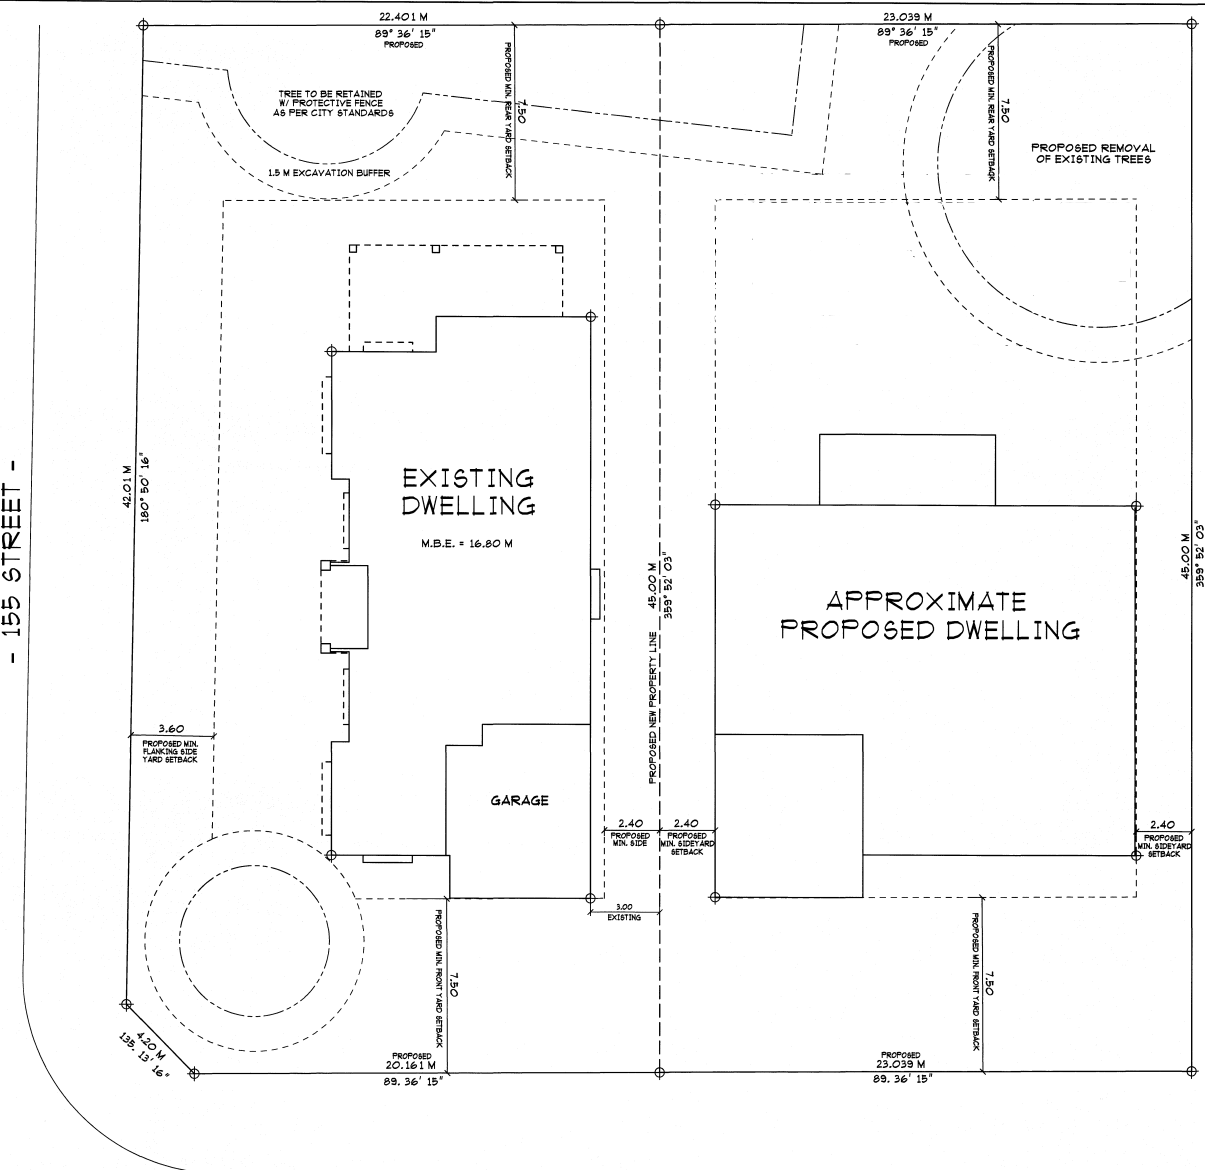 22.401 M
89° 36' 15"
PROPOSED
23.039 M
89° 36' 15"
PROPOSED
TREE TO BE RETAINED
W/ PROTECTIVE FENCE
AS PER CITY STANDARDS
1.5 M EXCAVATION BUFFER
PROPOSED MIN. REAR YARD SETBACK
7.50
PROPOSED MIN. REAR YARD SETBACK
7.50
PROPOSED REMOVAL
OF EXISTING TREES
- 155 STREET -
42.01 M
180° 50' 16"
EXISTING
DWELLING
M.B.E. = 16.80 M
PROPOSED NEW PROPERTY LINE
45.00 M
359° 52' 03"
APPROXIMATE
PROPOSED DWELLING
45.00 M
359° 52' 03"
3.60
PROPOSED MIN.
FLANKING SIDE
YARD SETBACK
GARAGE
2.40
PROPOSED
MIN. SIDE
2.40
PROPOSED
MIN. SIDEYARD
SETBACK
2.40
PROPOSED
MIN. SIDEYARD
SETBACK
3.00
EXISTING
PROPOSED MIN. FRONT YARD SETBACK
7.50
PROPOSED MIN. FRONT YARD SETBACK
7.50
4.20 M
135. 13' 16"
PROPOSED
20.161 M
89. 36' 15"
PROPOSED
23.039 M
89. 36' 15"